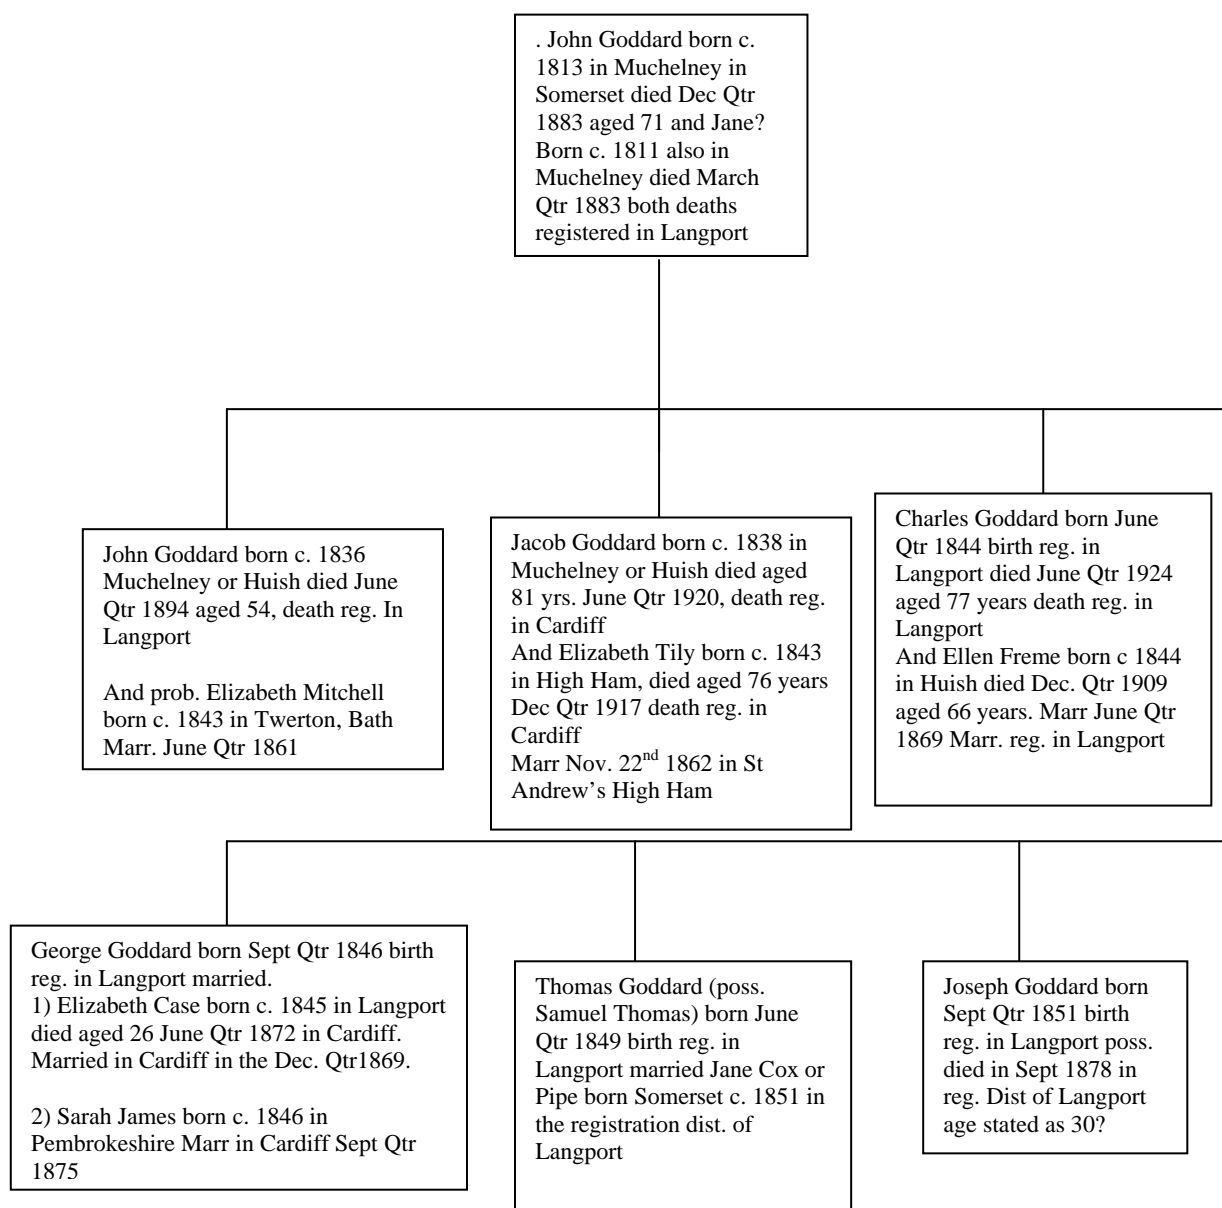 . John Goddard born c.
1813 in Muchelney in
Somerset died Dec Qtr
1883 aged 71 and Jane?
Born c. 1811 also in
Muchelney died March
Qtr 1883 both deaths
registered in Langport
John Goddard born c. 1836
Muchelney or Huish died June
Qtr 1894 aged 54, death reg. In
Langport
And prob. Elizabeth Mitchell
born c. 1843 in Twerton, Bath
Marr. June Qtr 1861
Jacob Goddard born c. 1838 in
Muchelney or Huish died aged
81 yrs. June Qtr 1920, death reg.
in Cardiff
And Elizabeth Tily born c. 1843
in High Ham, died aged 76 years
Dec Qtr 1917 death reg. in
Cardiff
Marr Nov. 22nd 1862 in St
Andrew’s High Ham
Charles Goddard born June
Qtr 1844 birth reg. in
Langport died June Qtr 1924
aged 77 years death reg. in
Langport
And Ellen Freme born c 1844
in Huish died Dec. Qtr 1909
aged 66 years. Marr June Qtr
1869 Marr. reg. in Langport
George Goddard born Sept Qtr 1846 birth
reg. in Langport married.
1) Elizabeth Case born c. 1845 in Langport
died aged 26 June Qtr 1872 in Cardiff.
Married in Cardiff in the Dec. Qtr1869.
2) Sarah James born c. 1846 in
Pembrokeshire Marr in Cardiff Sept Qtr
1875
Thomas Goddard (poss.
Samuel Thomas) born June
Qtr 1849 birth reg. in
Langport married Jane Cox or
Pipe born Somerset c. 1851 in
the registration dist. of
Langport
Joseph Goddard born
Sept Qtr 1851 birth
reg. in Langport poss.
died in Sept 1878 in
reg. Dist of Langport
age stated as 30?